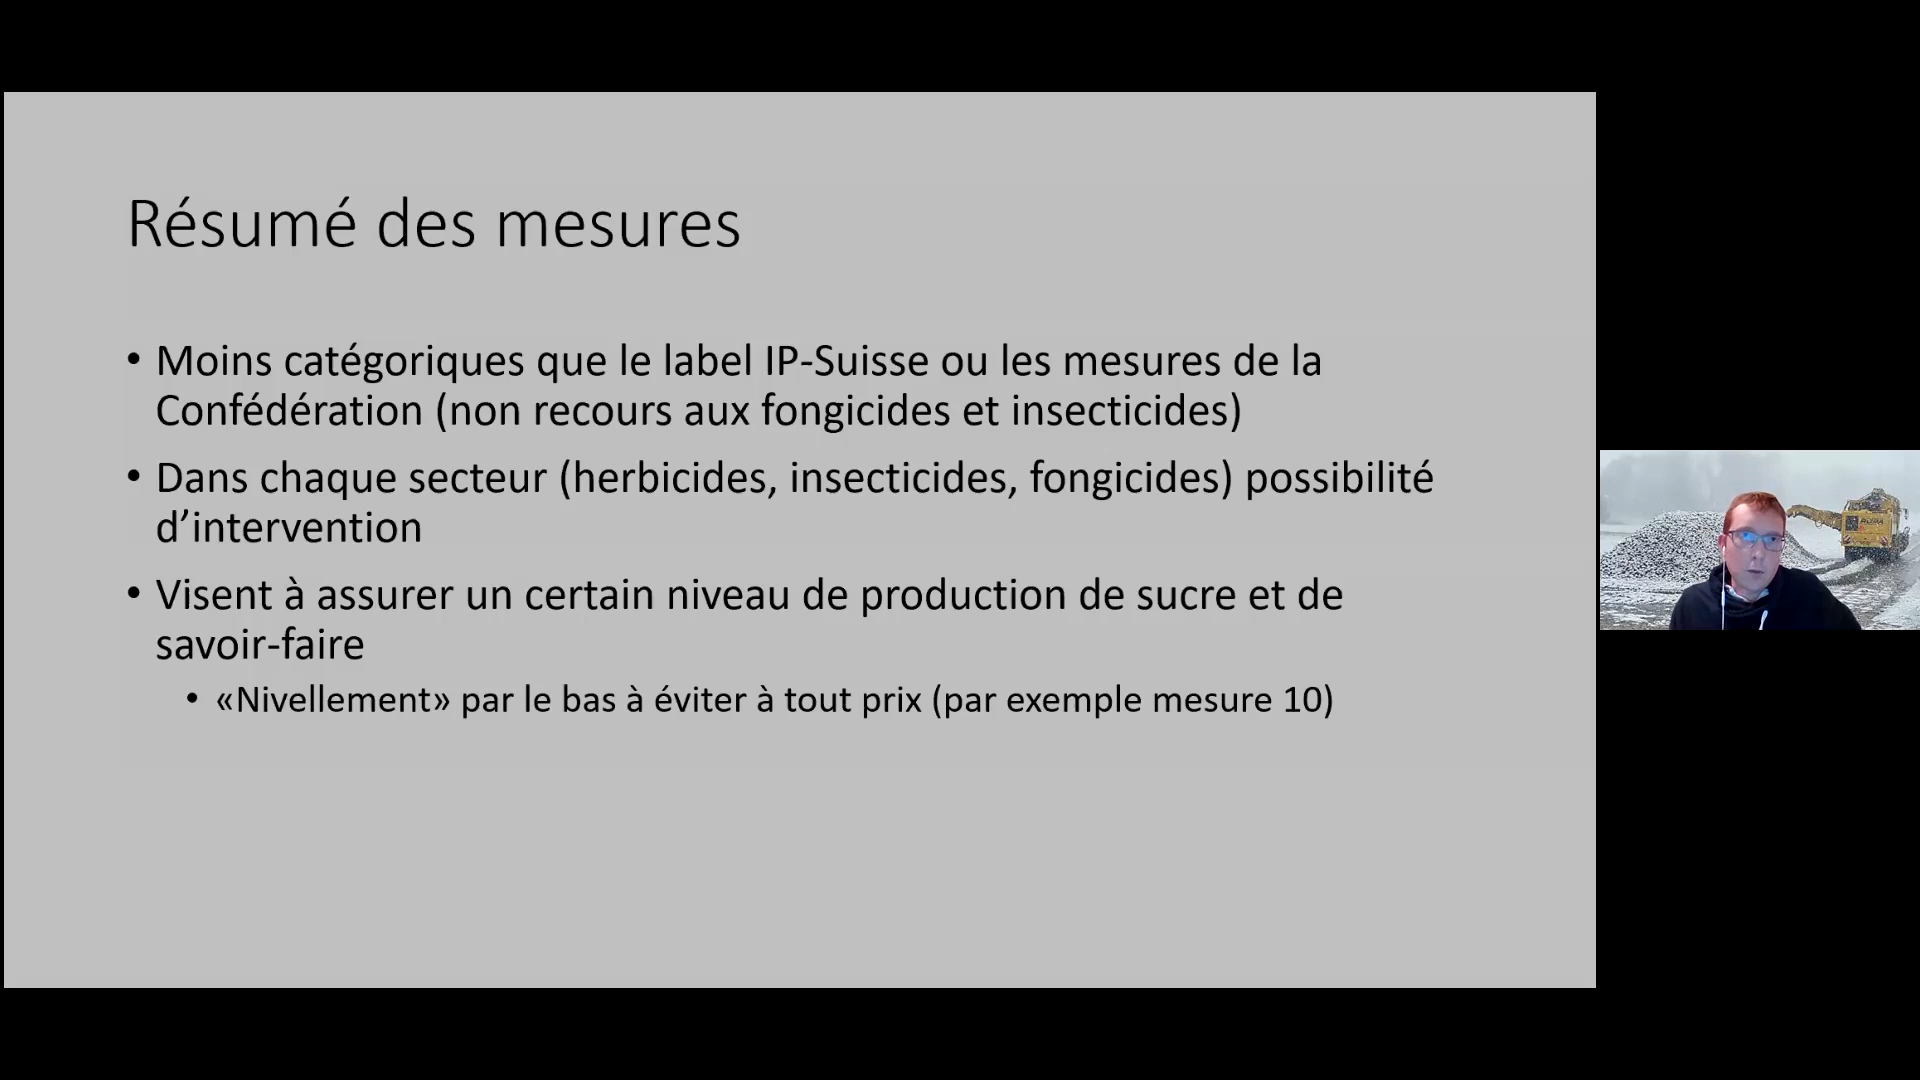 Résumé des mesures
• Moins catégoriques que le label IP-Suisse ou les mesures de la
Confédération (non recours aux fongicides et insecticides)
• Dans chaque secteur (herbicides, insecticides, fongicides) possibilité
d’intervention
• Visent à assurer un certain niveau de production de sucre et de
savoir-faire
• «Nivellement» par le bas à éviter à tout prix (par exemple mesure 10)